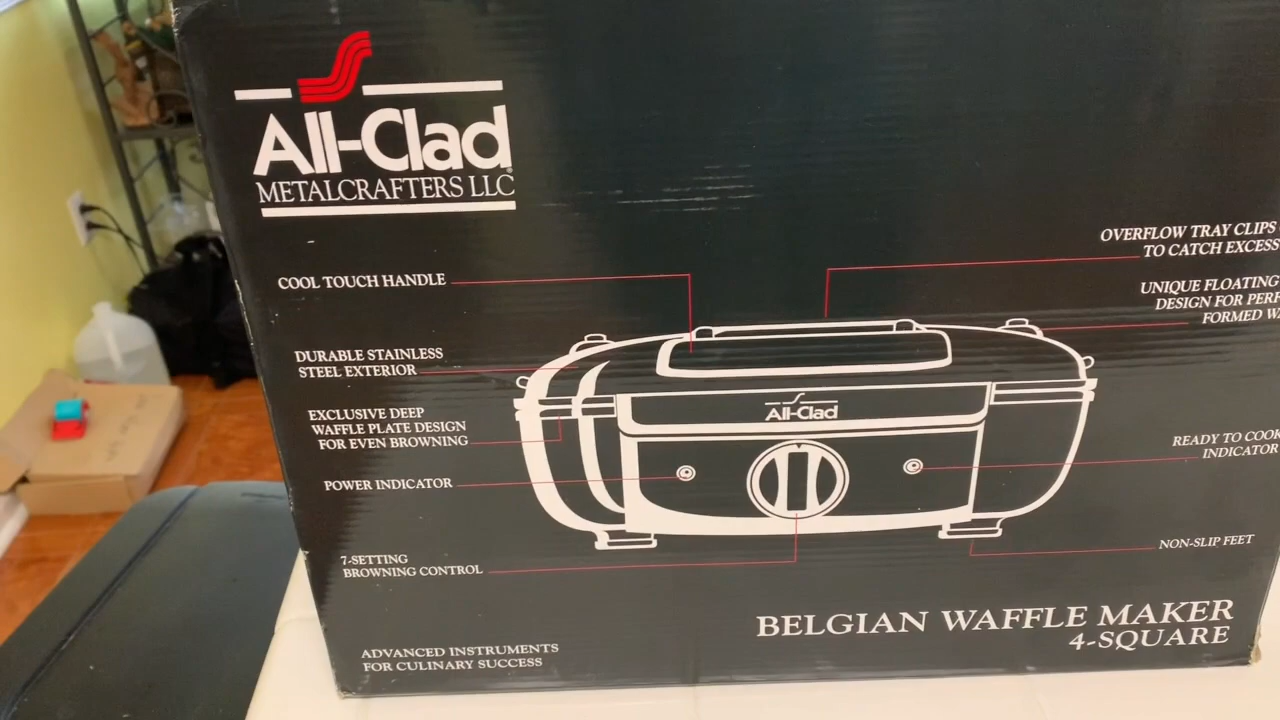 All-Clad
METALCRAFTERS LLC
COOL TOUCH HANDLE
DURABLE STAINLESS
STEEL EXTERIOR
EXCLUSIVE DEEP
WAFFLE PLATE DESIGN
FOR EVEN BROWNING
POWER INDICATOR
7-SETTING
BROWNING CONTROL
OVERFLOW TRAY CLIPS
TO CATCH EXCESS
UNIQUE FLOATING
DESIGN FOR
FORMED
All-Clad
READY TO COOK
INDICATOR
NON-SLIP FEET
BELGIAN WAFFLE MAKER
4-SQUARE
ADVANCED INSTRUMENTS
FOR CULINARY SUCCESS